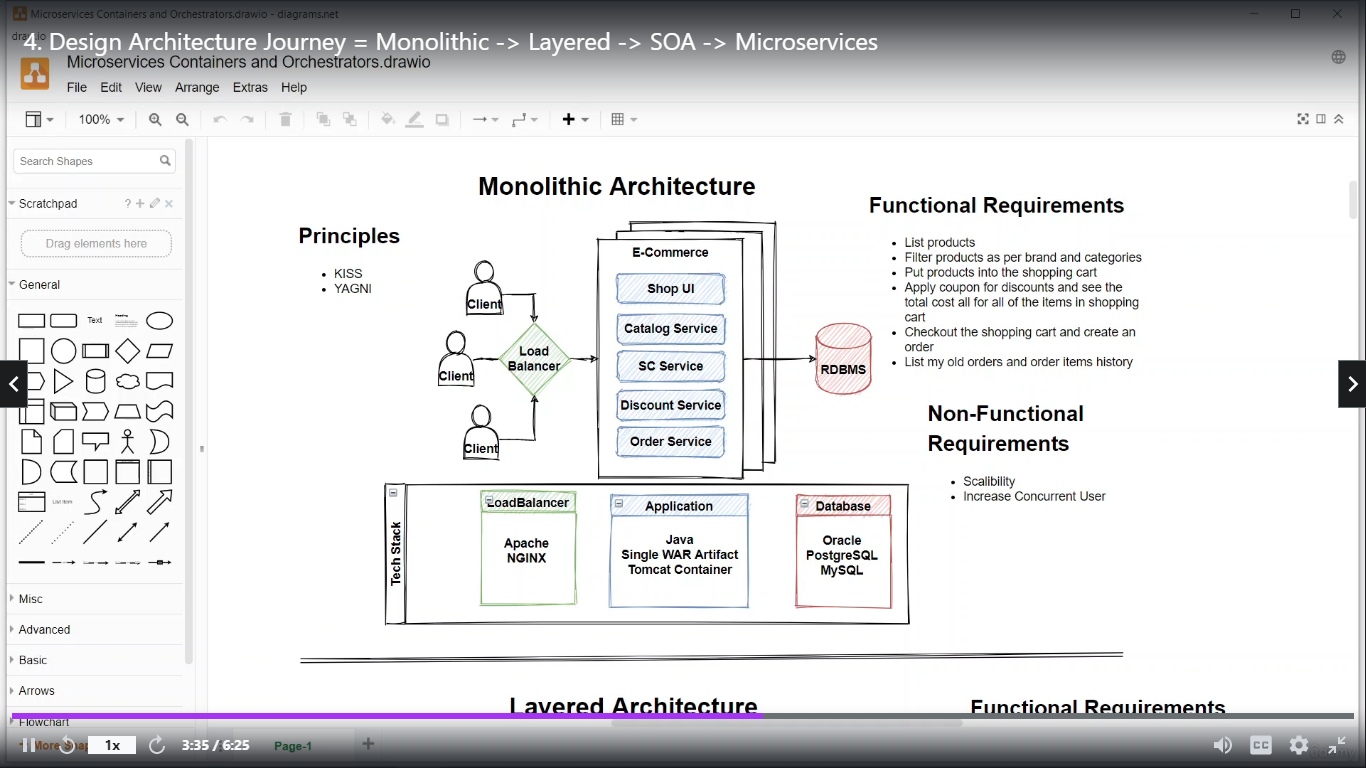 Microservices Containers and Orchestrators.drawio - diagrams.net
4. Design Architecture Journey = Monolithic -> Layered -> SOA -> Microservices
Microservices Containers and Orchestrators.drawio
File Edit View Arrange Extras Help
100%
Search Shapes
Scratchpad
Drag elements here
General
Text
Heading
List Item
Misc
Advanced
Basic
Arrows
Flowchart
Monolithic Architecture
Principles
• KISS
• YAGNI
Client
Client
Client
Load
Balancer
E-Commerce
Shop UI
Catalog Service
SC Service
Discount Service
Order Service
RDBMS
Functional Requirements
• List products
• Filter products as per brand and categories
• Put products into the shopping cart
• Apply coupon for discounts and see the
total cost all for all of the items in shopping
cart
• Checkout the shopping cart and create an
order
• List my old orders and order items history
Non-Functional
Requirements
• Scalibility
• Increase Concurrent User
Tech Stack
LoadBalancer
Apache
NGINX
Application
Java
Single WAR Artifact
Tomcat Container
Database
Oracle
PostgreSQL
MySQL
Layered Architecture
Functional Requirements
1x
3:35 / 6:25
Page-1
CC